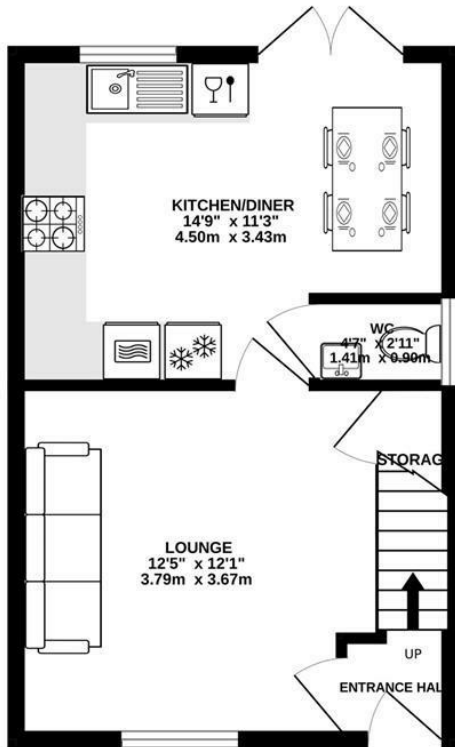 KITCHEN/DINER
14'9" x 11'3"
4.50m x 3.43m
WC
4'7" x 2'11"
1.41m x 0.90m
STORAG
LOUNGE
12'5" x 12'1"
3.79m x 3.67m
UP
ENTRANCE HAL